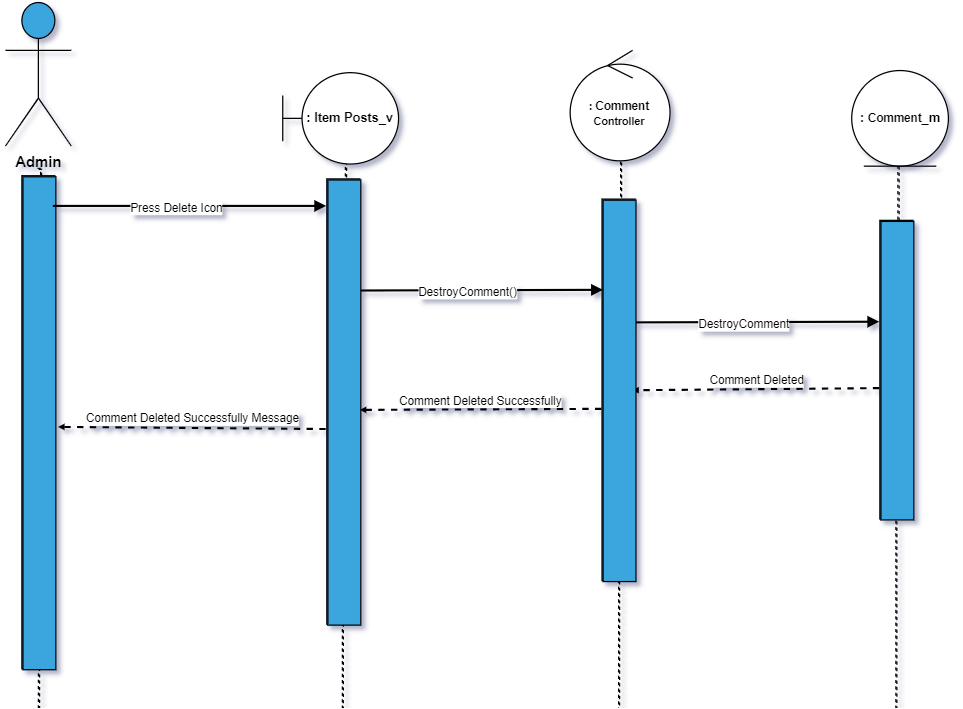 : Item Posts_v
: Comment
Controller
: Comment_m
Admin
Press Delete Icon
DestroyComment()
DestroyComment
Comment Deleted
Comment Deleted Successfully
Comment Deleted Successfully Message